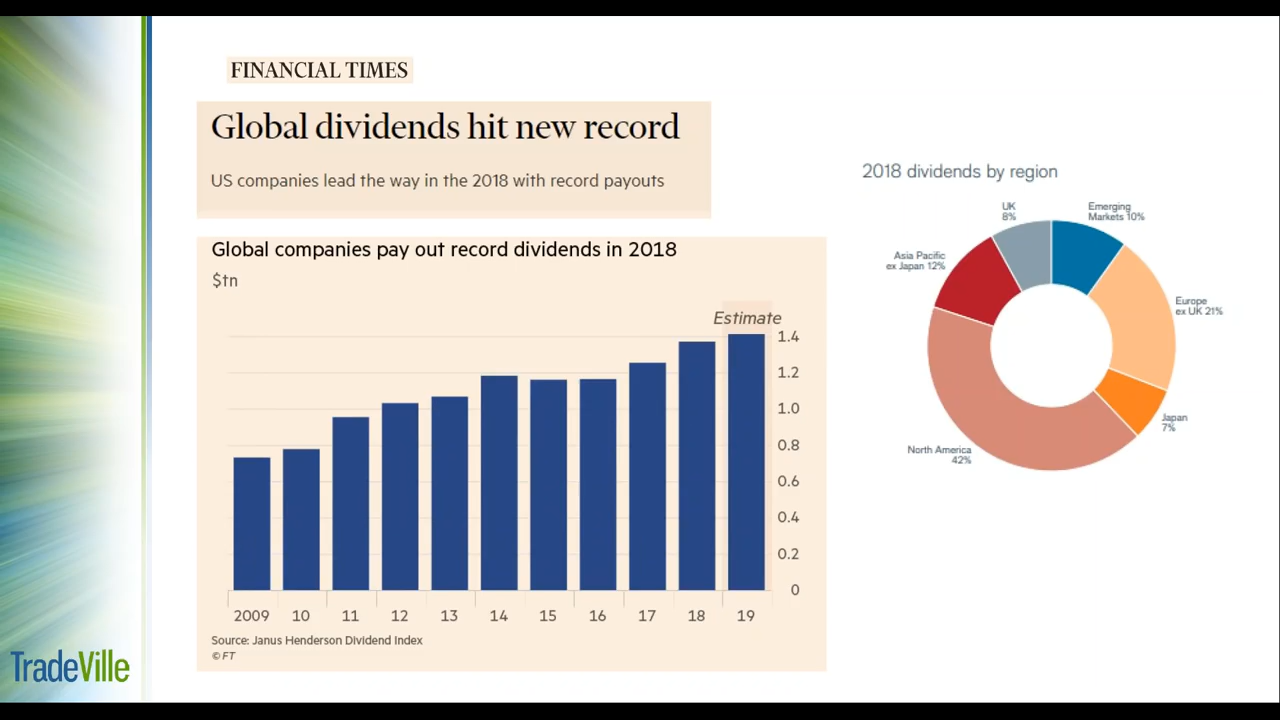 FINANCIAL TIMES
Global dividends hit new record
US companies lead the way in the 2018 with record payouts
Global companies pay out record dividends in 2018
$tn
Estimate
1.4
1.2
1.0
0.8
0.6
0.4
0.2
0
2009 10 11 12 13 14 15 16 17 18 19
Source: Janus Henderson Dividend Index
© FT
2018 dividends by region
UK
8%
Emerging
Markets 10%
Asia Pacific
ex Japan 12%
Europe
ex UK 21%
Japan
7%
North America
42%
TradeVille